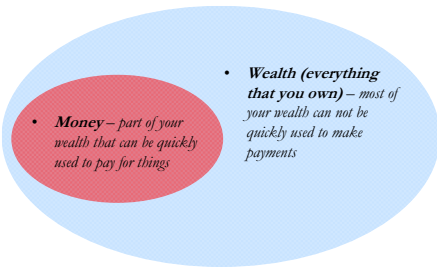 • Money – part of your
wealth that can be quickly
used to pay for things
• Wealth (everything
that you own) – most of
your wealth can not be
quickly used to make
payments